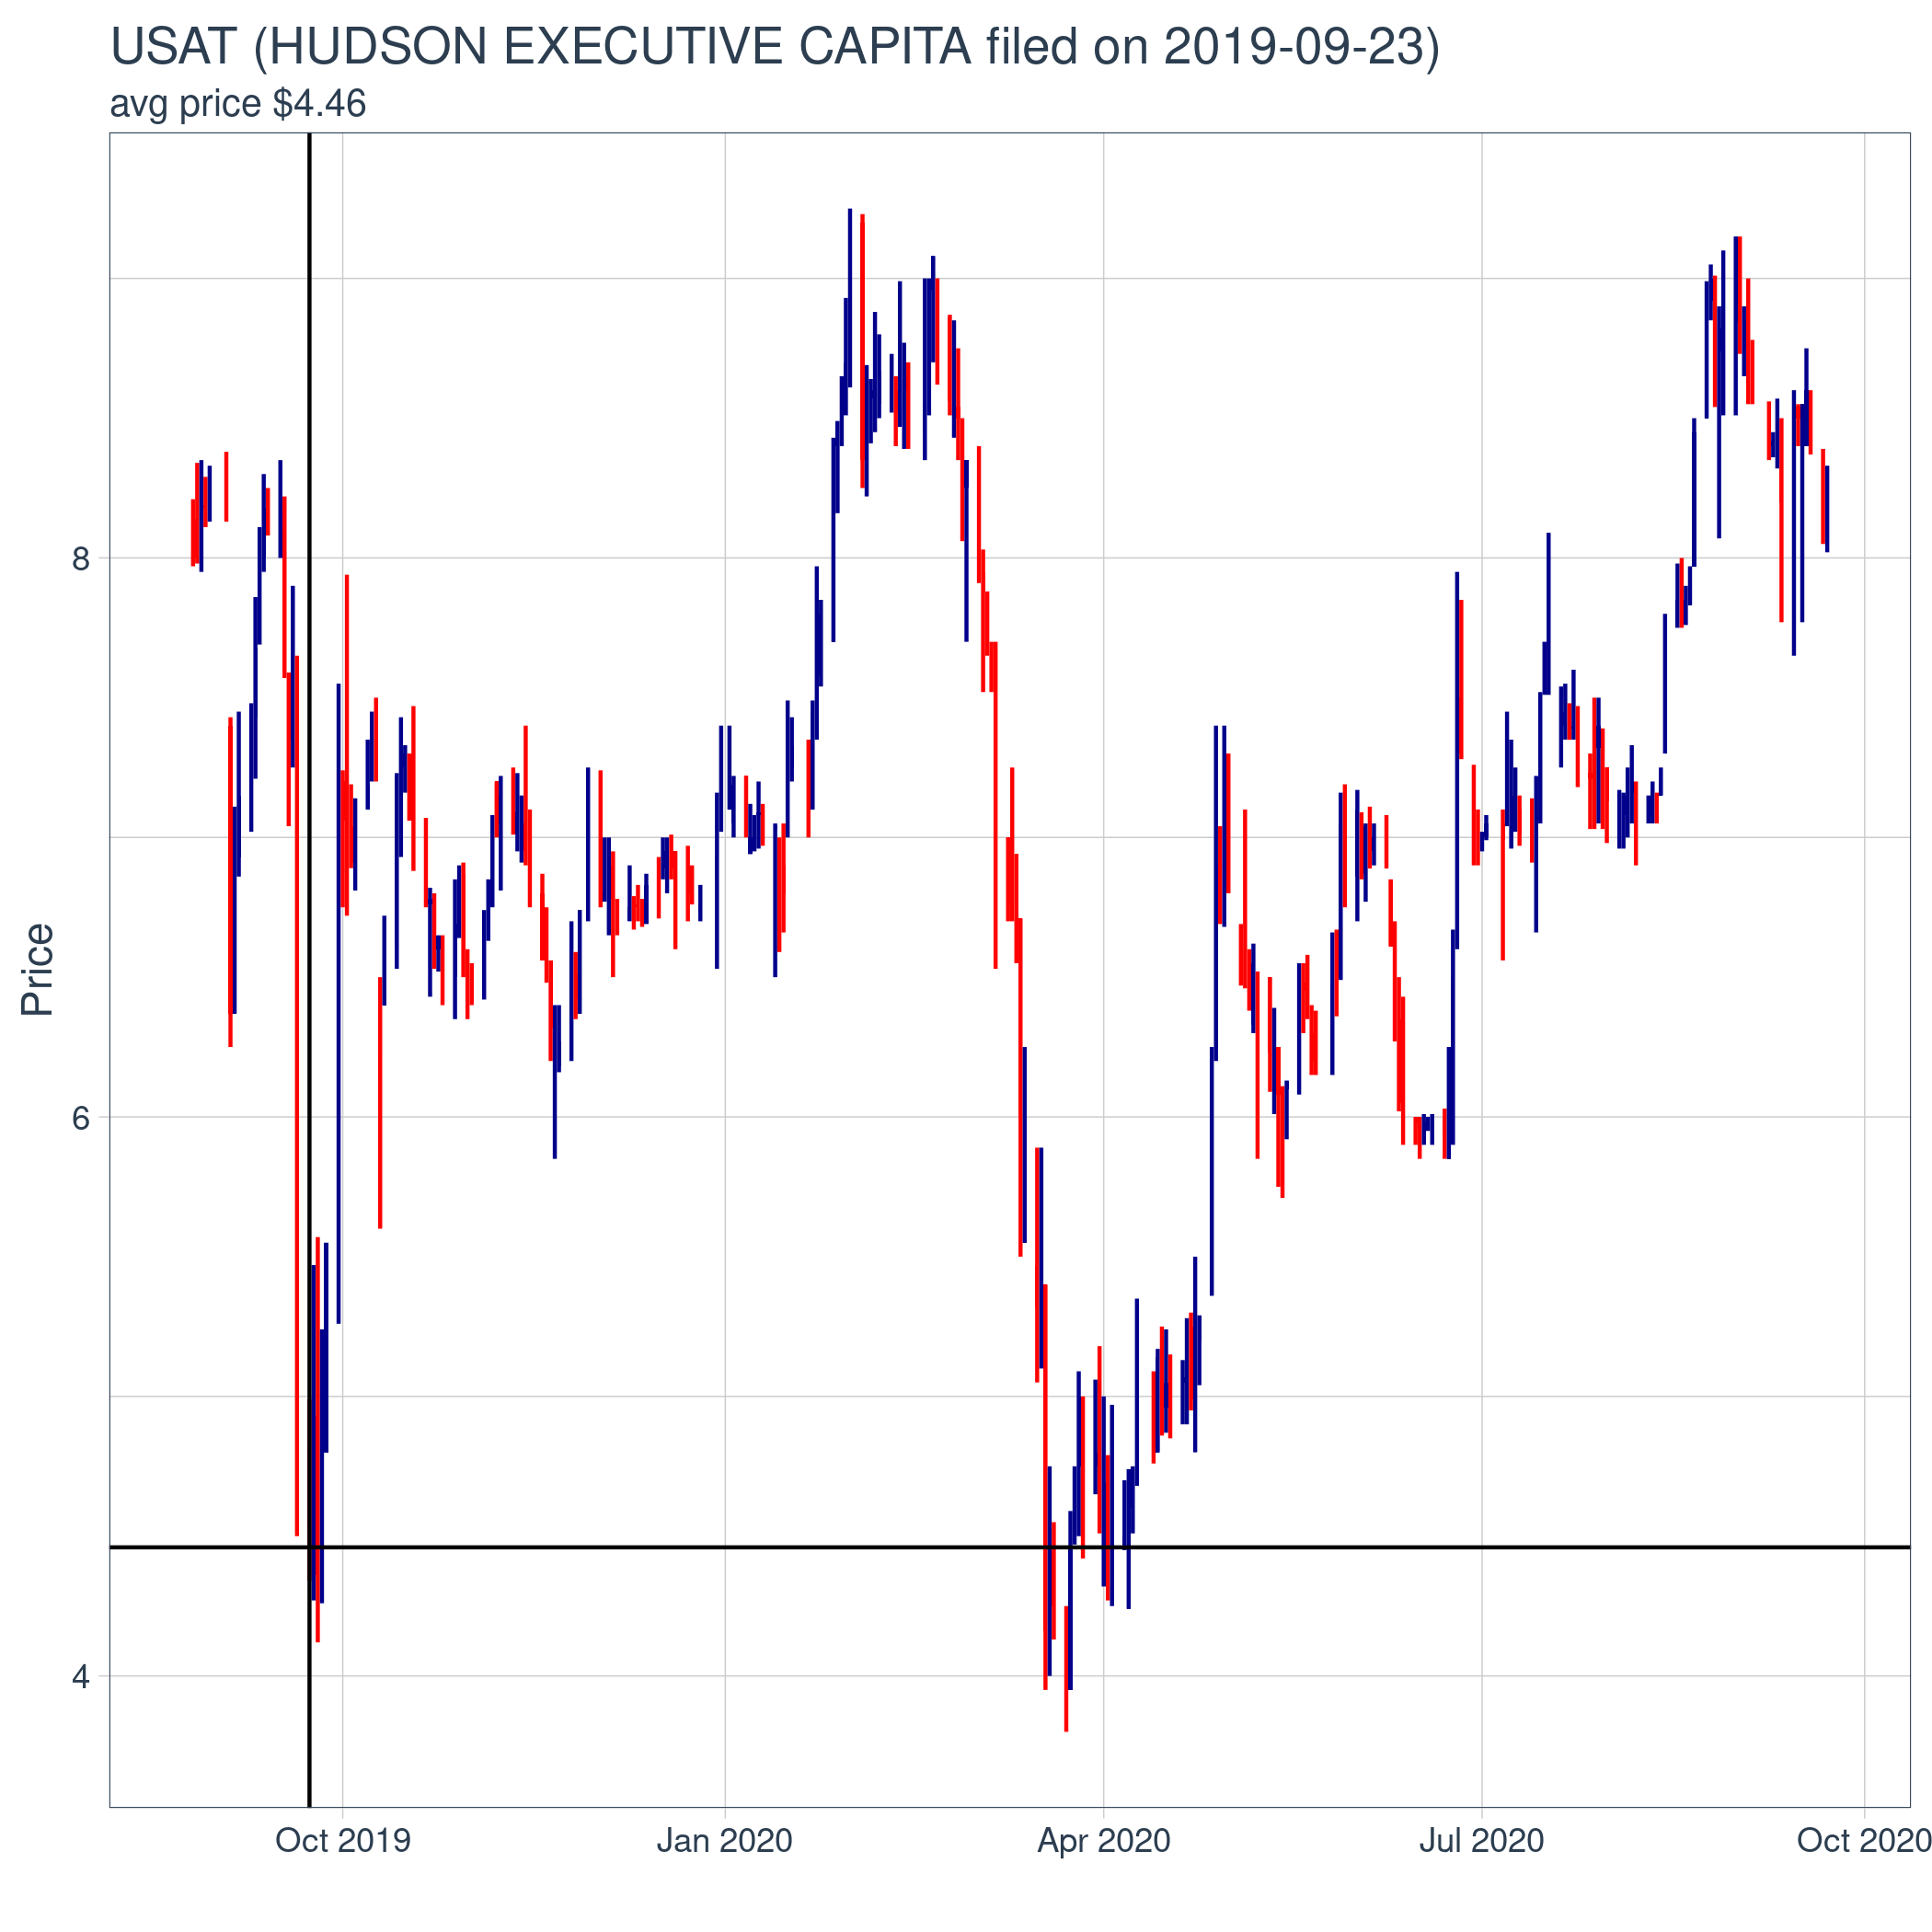 USAT (HUDSON EXECUTIVE CAPITA filed on 2019-09-23)
avg price $4.46
Price
8
6
4
Oct 2019
Jan 2020
Apr 2020
Jul 2020
Oct 2020